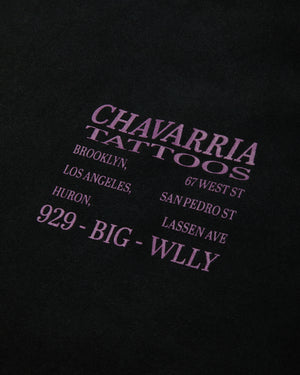 CHAVARRIA
TATTOOS
BROOKLYN, 67 WEST ST
LOS ANGELES, SAN PEDRO ST
HURON, LASSEN AVE
929 - BIG - WLLY